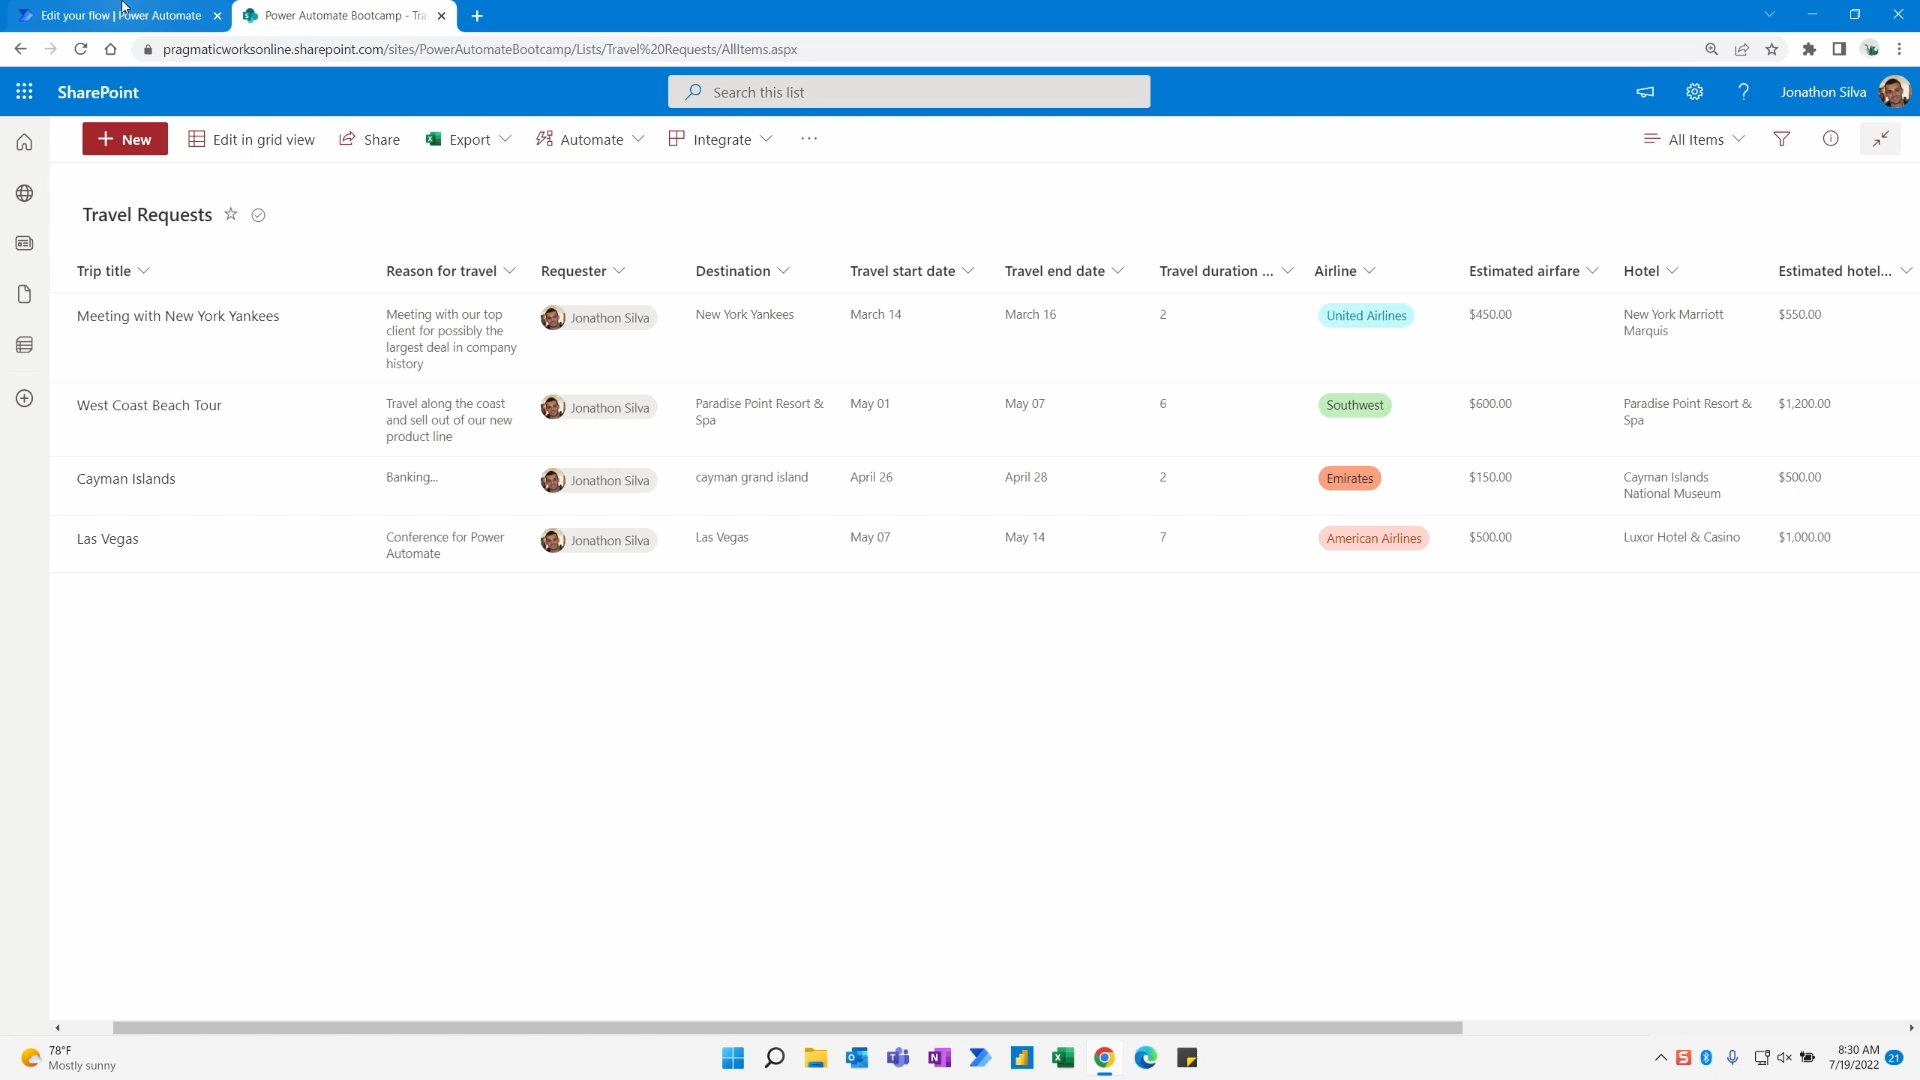 Edit your flow | Power Automate
Power Automate Bootcamp - Tra
pragmaticworksonline.sharepoint.com/sites/PowerAutomateBootcamp/Lists/Travel%20Requests/AllItems.aspx
SharePoint
Search this list
Jonathon Silva
New
Edit in grid view
Share
Export
Automate
Integrate
All Items
Travel Requests
Trip title Reason for travel Requester Destination Travel start date Travel end date Travel duration ... Airline Estimated airfare Hotel Estimated hotel...
Meeting with New York Yankees
Meeting with our top
client for possibly the
largest deal in company
history
Jonathon Silva
New York Yankees
March 14
March 16
2
United Airlines
$450.00
New York Marriott
Marquis
$550.00
West Coast Beach Tour
Travel along the coast
and sell out of our new
product line
Jonathon Silva
Paradise Point Resort &
Spa
May 01
May 07
6
Southwest
$600.00
Paradise Point Resort &
Spa
$1,200.00
Cayman Islands
Banking...
Jonathon Silva
cayman grand island
April 26
April 28
2
Emirates
$150.00
Cayman Islands
National Museum
$500.00
Las Vegas
Conference for Power
Automate
Jonathon Silva
Las Vegas
May 07
May 14
7
American Airlines
$500.00
Luxor Hotel & Casino
$1,000.00
78°F
Mostly sunny
8:30 AM
7/19/2022
21